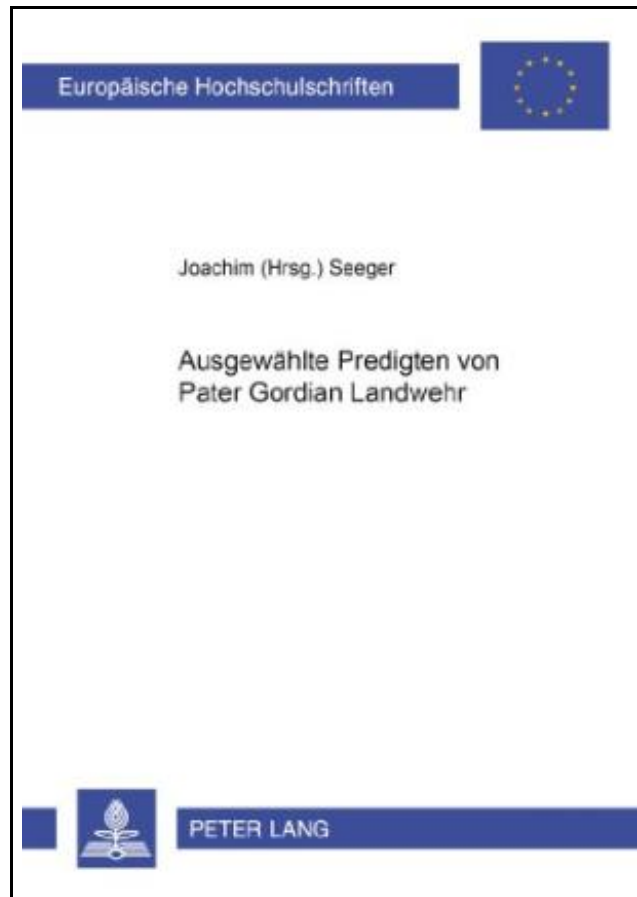 Europäische Hochschulschriften
Joachim (Hrsg.) Seeger
Ausgewählte Predigten von
Pater Gordian Landwehr
PETER LANG